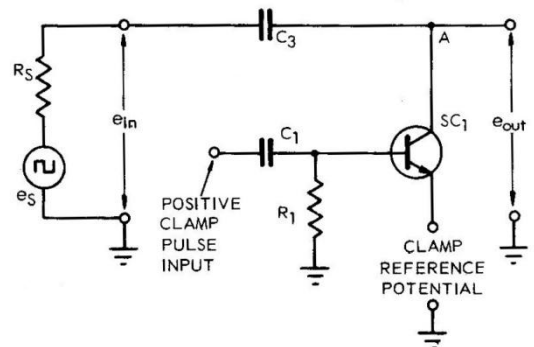 C3
A
RS
ein
SC1
eout
C1
eS
POSITIVE
CLAMP
PULSE
INPUT
R1
CLAMP
REFERENCE
POTENTIAL